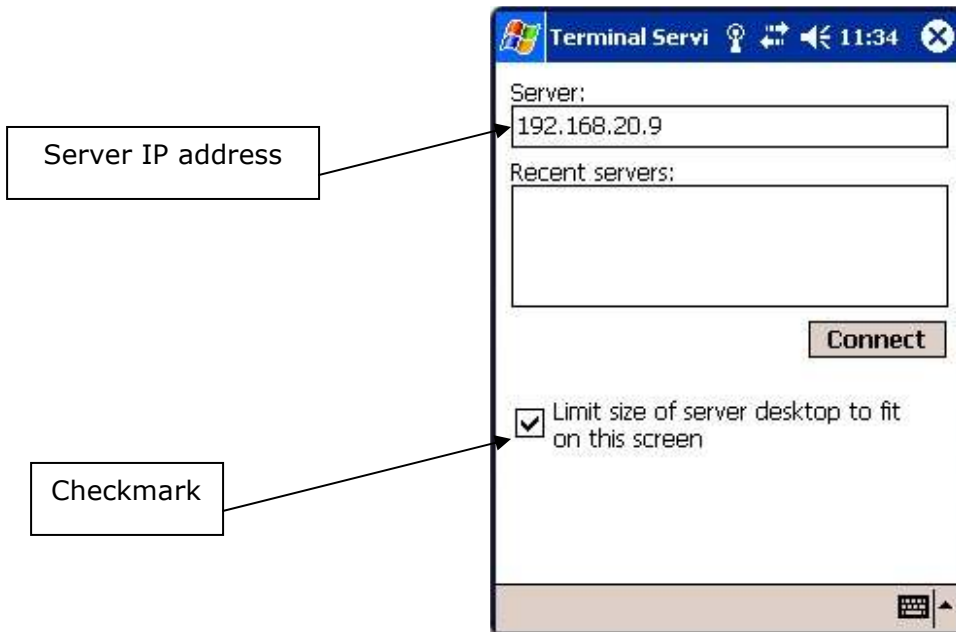 Terminal Servi 11:34
Server:
192.168.20.9
Server IP address
Recent servers:
Connect
Limit size of server desktop to fit
on this screen
Checkmark